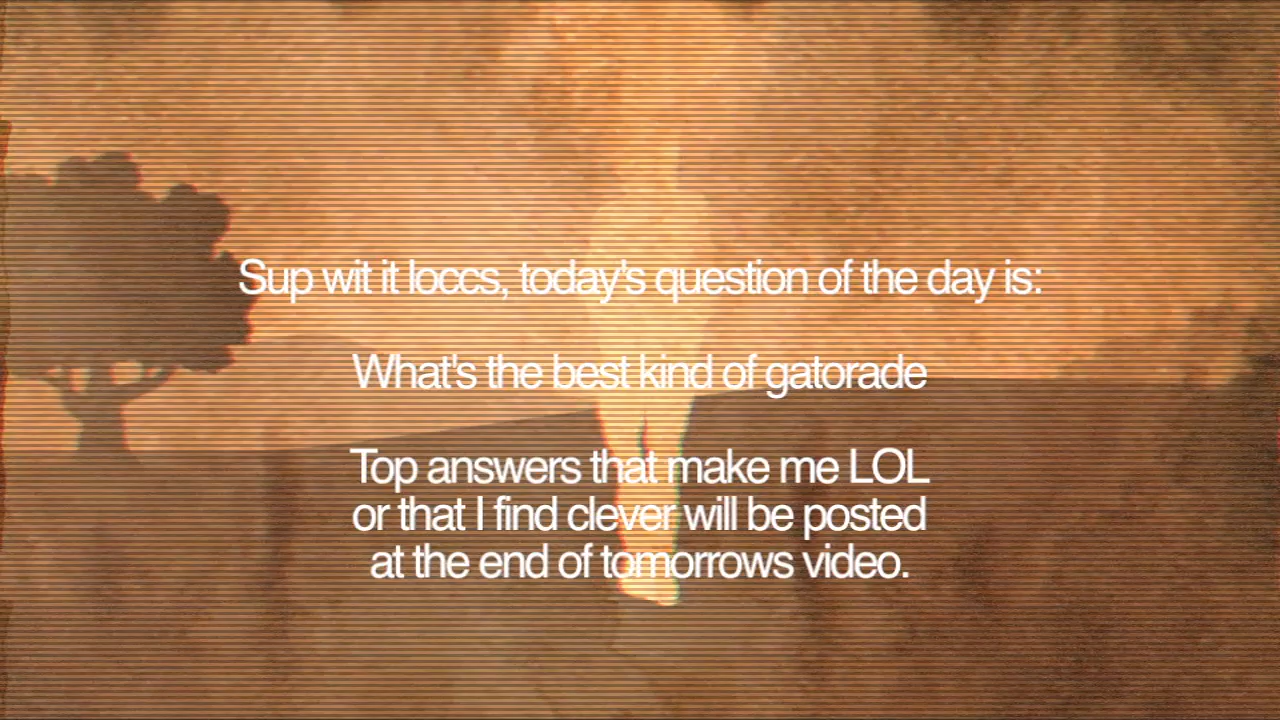 Sup wit it loccs, today's question of the day is:
What's the best kind of gatorade
Top answers that make me LOL
or that I find clever will be posted
at the end of tomorrows video.